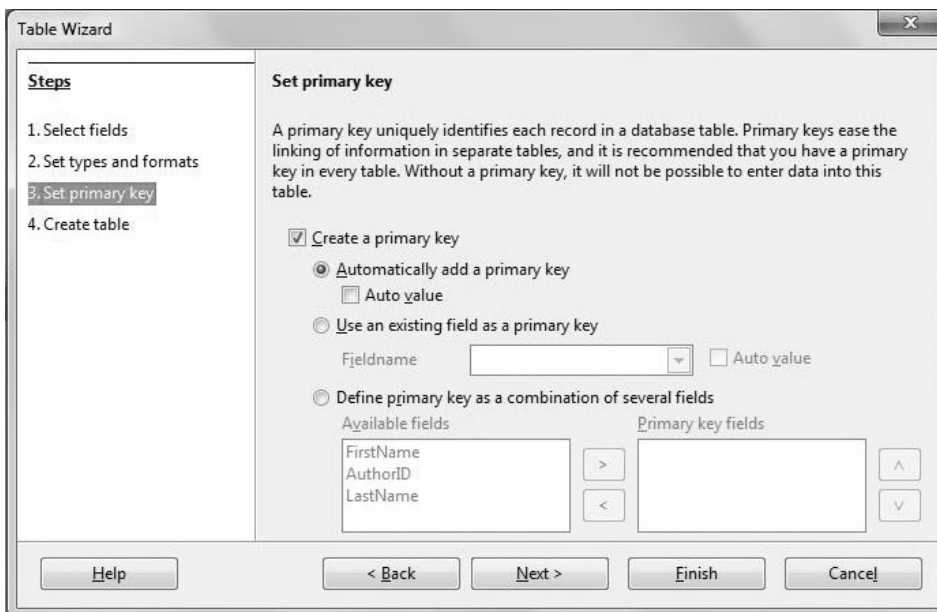 Table Wizard
Steps
1. Select fields
2. Set types and formats
3. Set primary key
4. Create table
Set primary key
A primary key uniquely identifies each record in a database table. Primary keys ease the
linking of information in separate tables, and it is recommended that you have a primary
key in every table. Without a primary key, it will not be possible to enter data into this
table.
Create a primary key
Automatically add a primary key
Auto value
Use an existing field as a primary key
Fieldname
Auto value
Define primary key as a combination of several fields
Available fields
Primary key fields
FirstName
AuthorID
LastName
>
<
Help
< Back
Next >
Finish
Cancel